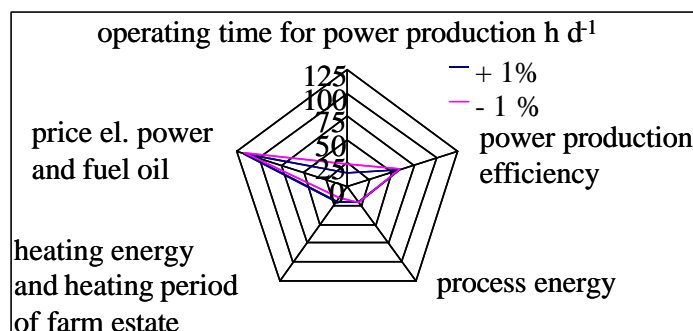 operating time for power production h d-1
125
100
75
50
25
0
+ 1%
- 1 %
price el. power
and fuel oil
power production
efficiency
heating energy
and heating period
of farm estate
process energy